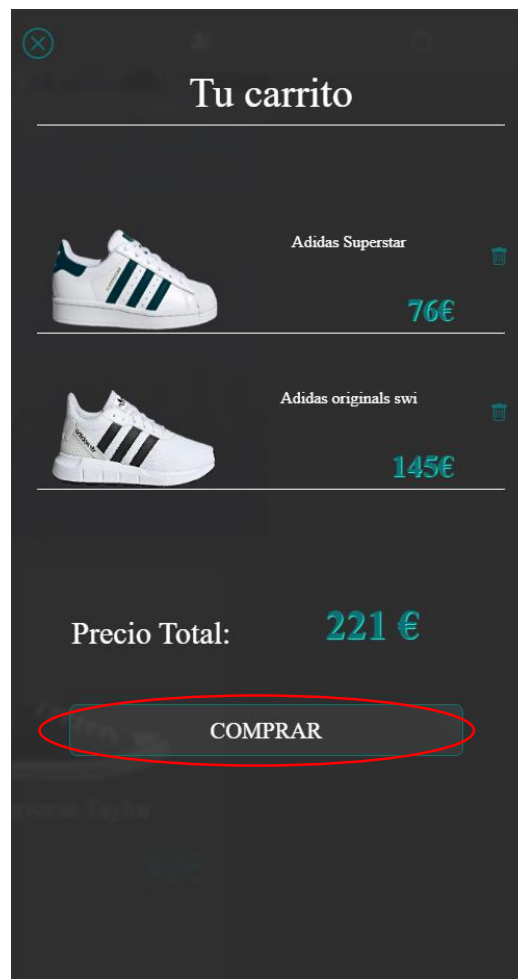 Tu carrito
Adidas Superstar
76€
Adidas originals swi
145€
Precio Total:
221 €
COMPRAR